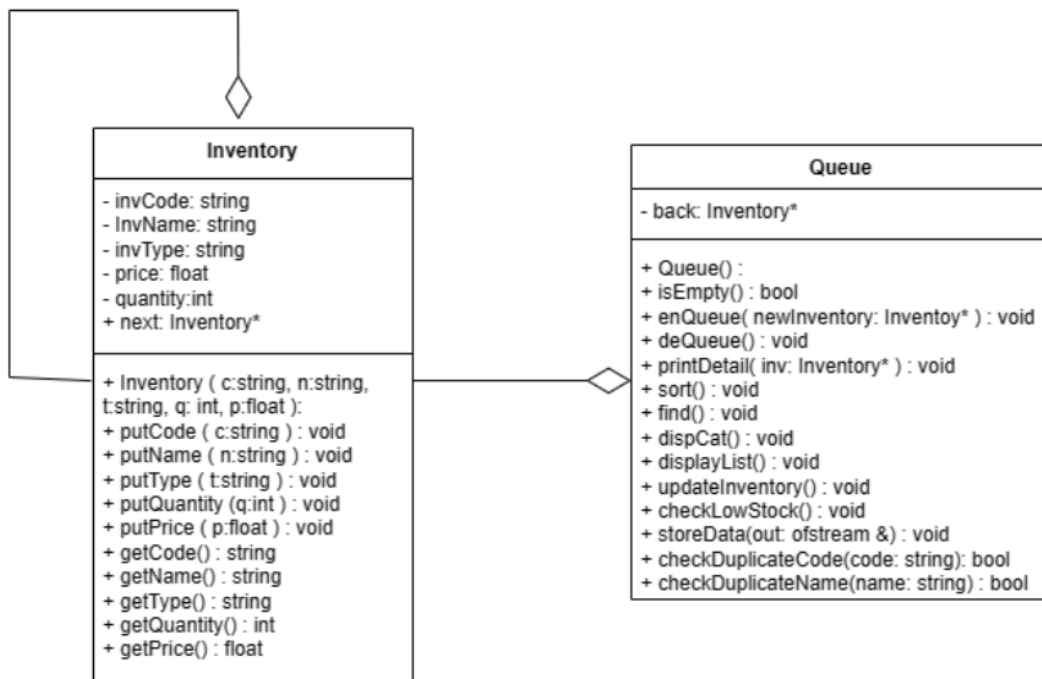 Inventory
- invCode: string
- InvName: string
- invType: string
- price: float
- quantity:int
+ next: Inventory*
+ Inventory ( c:string, n:string,
t:string, q: int, p:float ):
+ putCode ( c:string ) : void
+ putName ( n:string ) : void
+ putType ( t:string ) : void
+ putQuantity (q:int ) : void
+ putPrice ( p:float ) : void
+ getCode() : string
+ getName() : string
+ getType() : string
+ getQuantity() : int
+ getPrice() : float
Queue
- back: Inventory*
+ Queue() :
+ isEmpty() : bool
+ enQueue( newInventory: Inventoy* ) : void
+ deQueue() : void
+ printDetail( inv: Inventory* ) : void
+ sort() : void
+ find() : void
+ dispCat() : void
+ displayList() : void
+ updateInventory() : void
+ checkLowStock() : void
+ storeData(out: ofstream &) : void
+ checkDuplicateCode(code: string): bool
+ checkDuplicateName(name: string) : bool